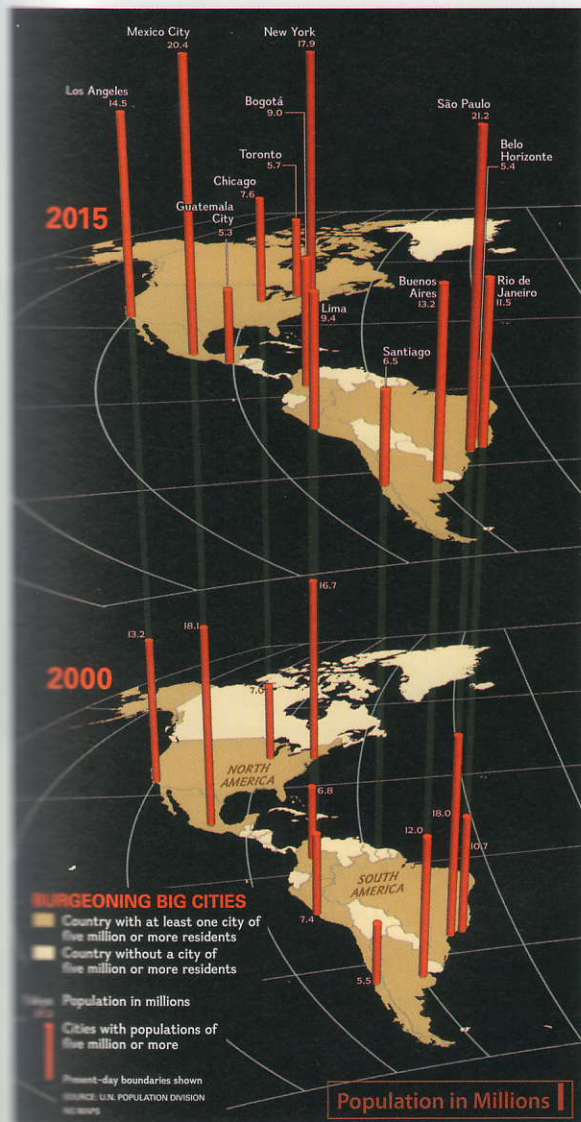 Mexico City
20.4
New York
17.9
Los Angeles
14.5
Bogotá
9.0
São Paulo
21.2
Belo
Horizonte
5.4
Toronto
5.7
Chicago
7.6
Guatemala
City
5.3
2015
Lima
9.4
Buenos
Aires
13.2
Rio de
Janeiro
11.5
Santiago
6.5
16.7
13.2
18.1
2000
7.0
NORTH
AMERICA
6.8
18.0
12.0
10.7
SOUTH
AMERICA
7.4
5.5
BURGEONING BIG CITIES
Country with at least one city of
five million or more residents
Country without a city of
five million or more residents
Population in millions
Cities with populations of
five million or more
Present-day boundaries shown
SOURCE: U.N. POPULATION DIVISION
NG MAPS
Population in Millions